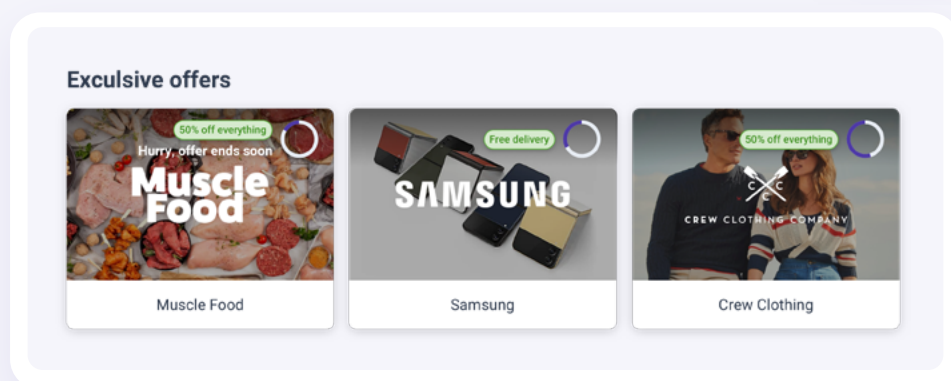 Exculsive offers
50% off everything
Hurry, offer ends soon
Muscle
Food
Muscle Food
Free delivery
SAMSUNG
Samsung
50% off everything
C C
C
CREW CLOTHING COMPANY
Crew Clothing